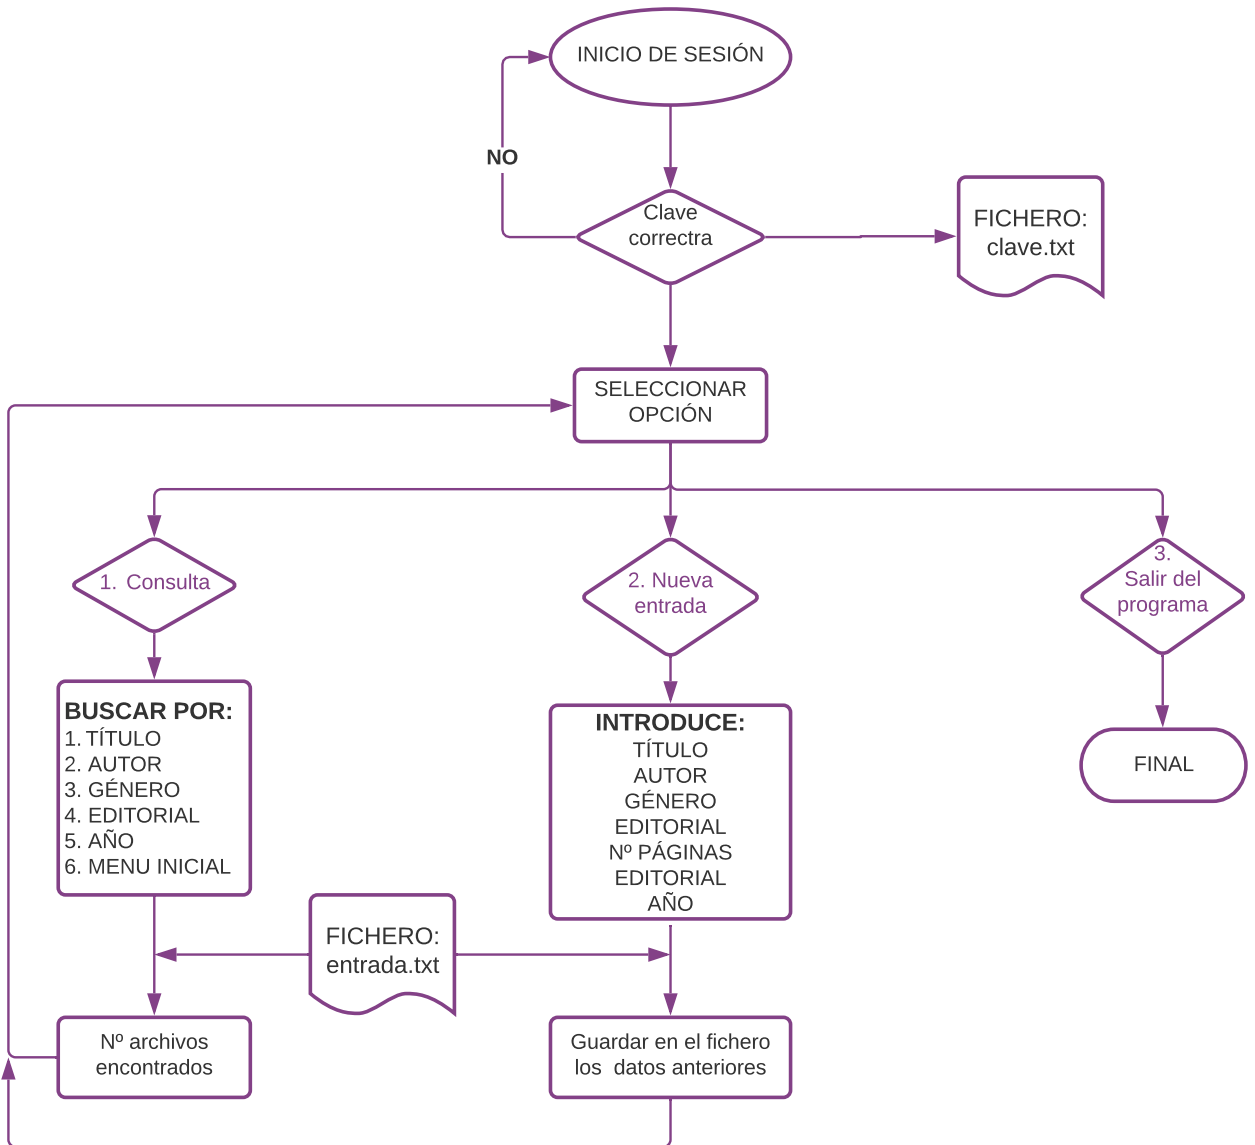 INICIO DE SESIÓN
NO
Clave
correctra
FICHERO:
clave.txt
SELECCIONAR
OPCIÓN
1. Consulta
2. Nueva
entrada
3.
Salir del
programa
BUSCAR POR:
1. TÍTULO
2. AUTOR
3. GÉNERO
4. EDITORIAL
5. AÑO
6. MENU INICIAL
INTRODUCE:
TÍTULO
AUTOR
GÉNERO
EDITORIAL
Nº PÁGINAS
EDITORIAL
AÑO
FINAL
FICHERO:
entrada.txt
Nº archivos
encontrados
Guardar en el fichero
los datos anteriores